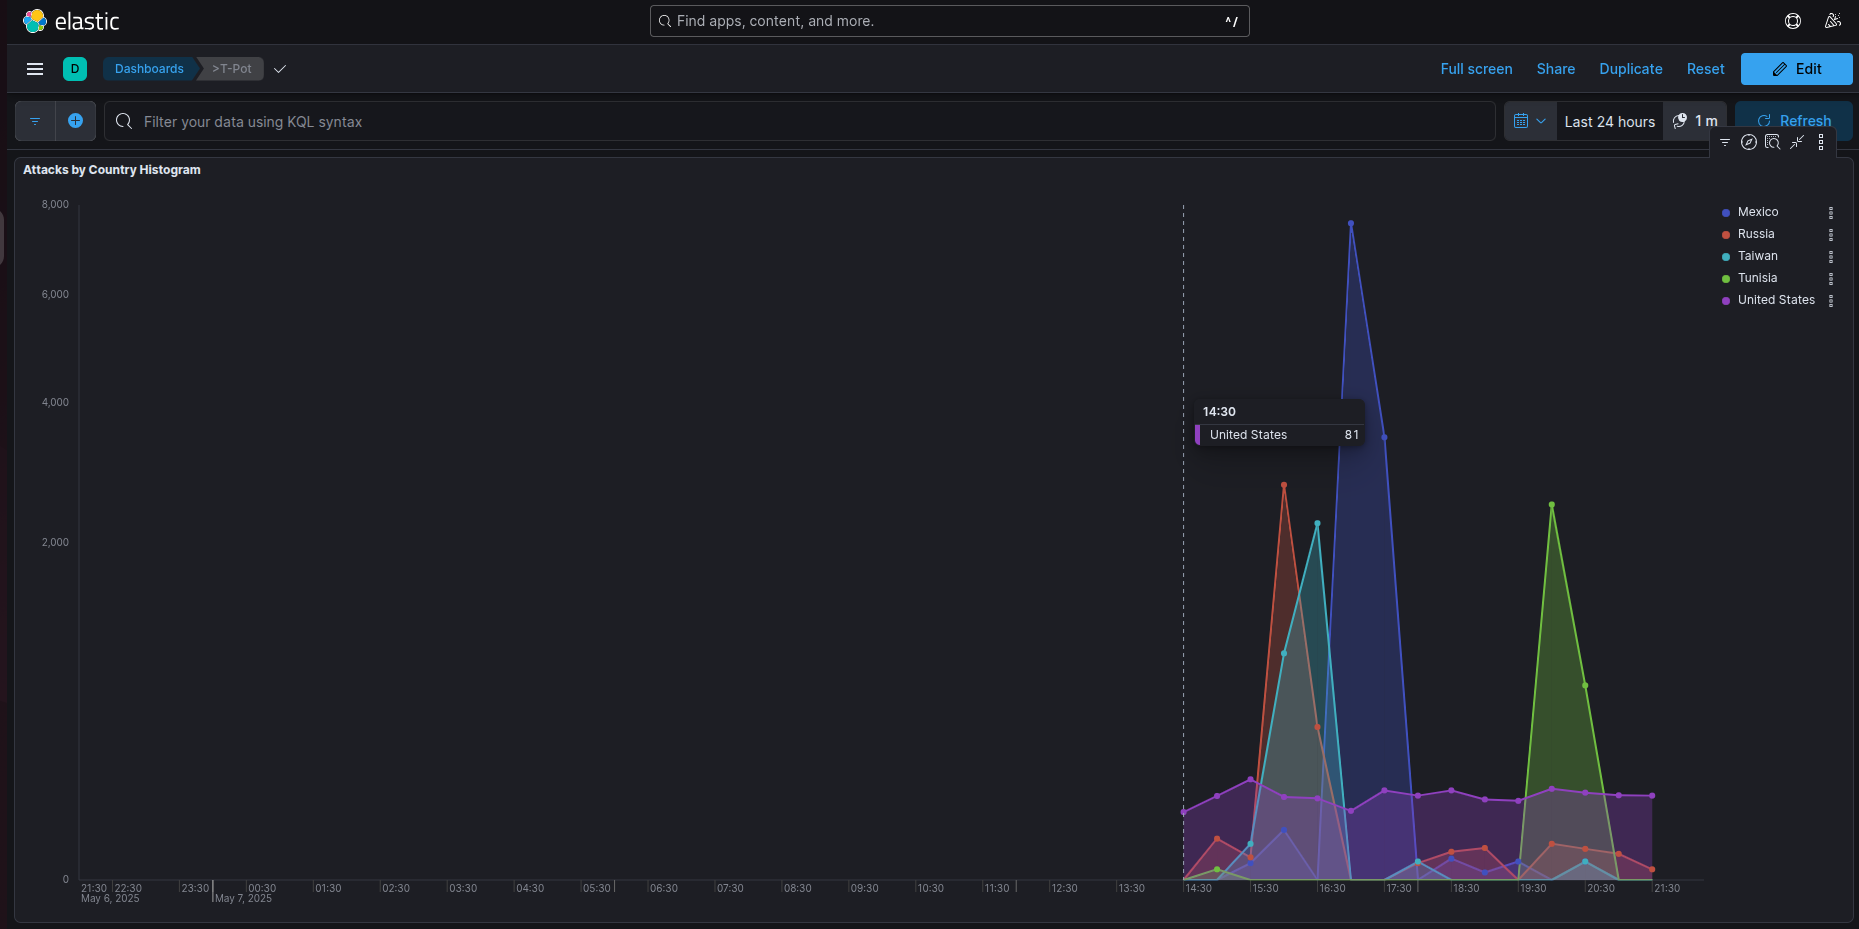 elastic
Find apps, content, and more.
^/
D
Dashboards
>T-Pot
Full screen
Share
Duplicate
Reset
Edit
Filter your data using KQL syntax
Last 24 hours
1 m
Refresh
Attacks by Country Histogram
8,000
6,000
4,000
2,000
0
14:30
United States 81
Mexico
Russia
Taiwan
Tunisia
United States
21:30 22:30 23:30 00:30 01:30 02:30 03:30 04:30 05:30 06:30 07:30 08:30 09:30 10:30 11:30 12:30 13:30 14:30 15:30 16:30 17:30 18:30 19:30 20:30 21:30
May 6, 2025 May 7, 2025